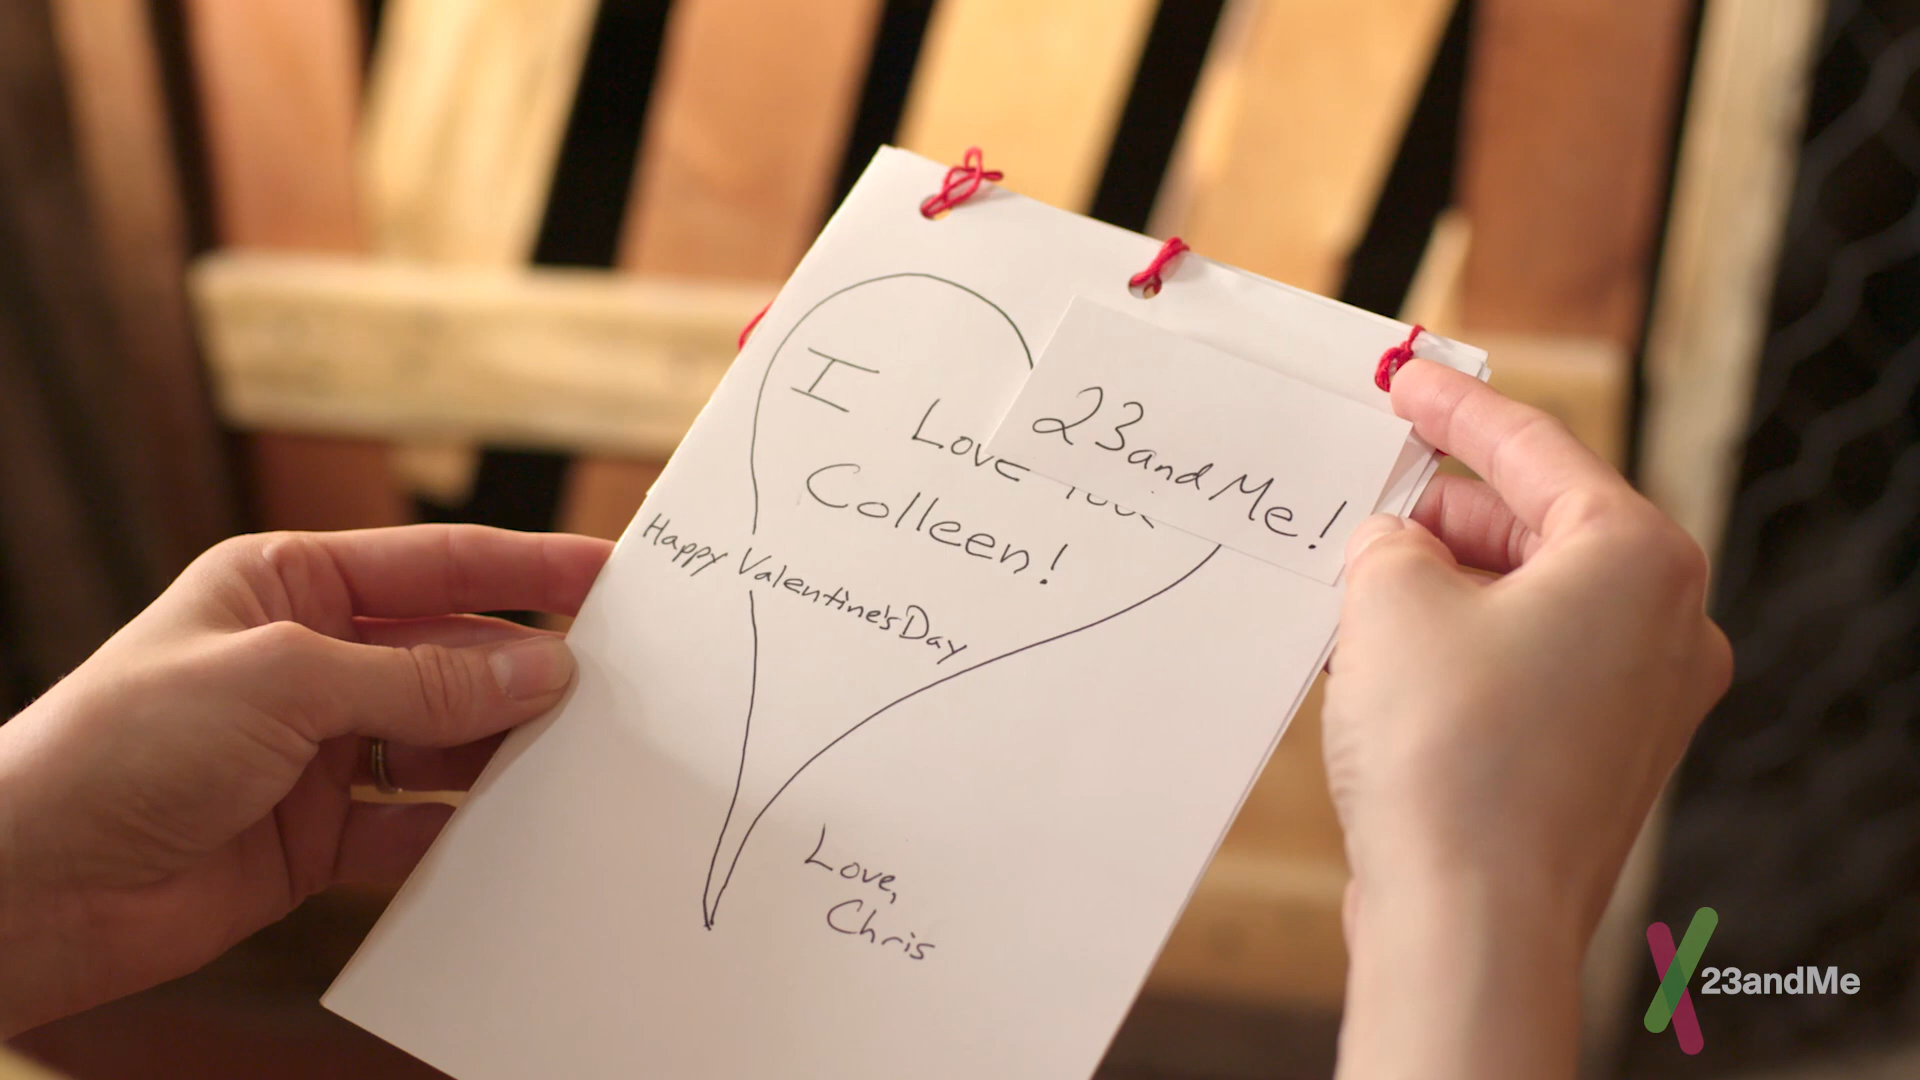 I Love
23andMe!
Colleen!
Happy Valentine's Day
Love,
Chris
23andMe